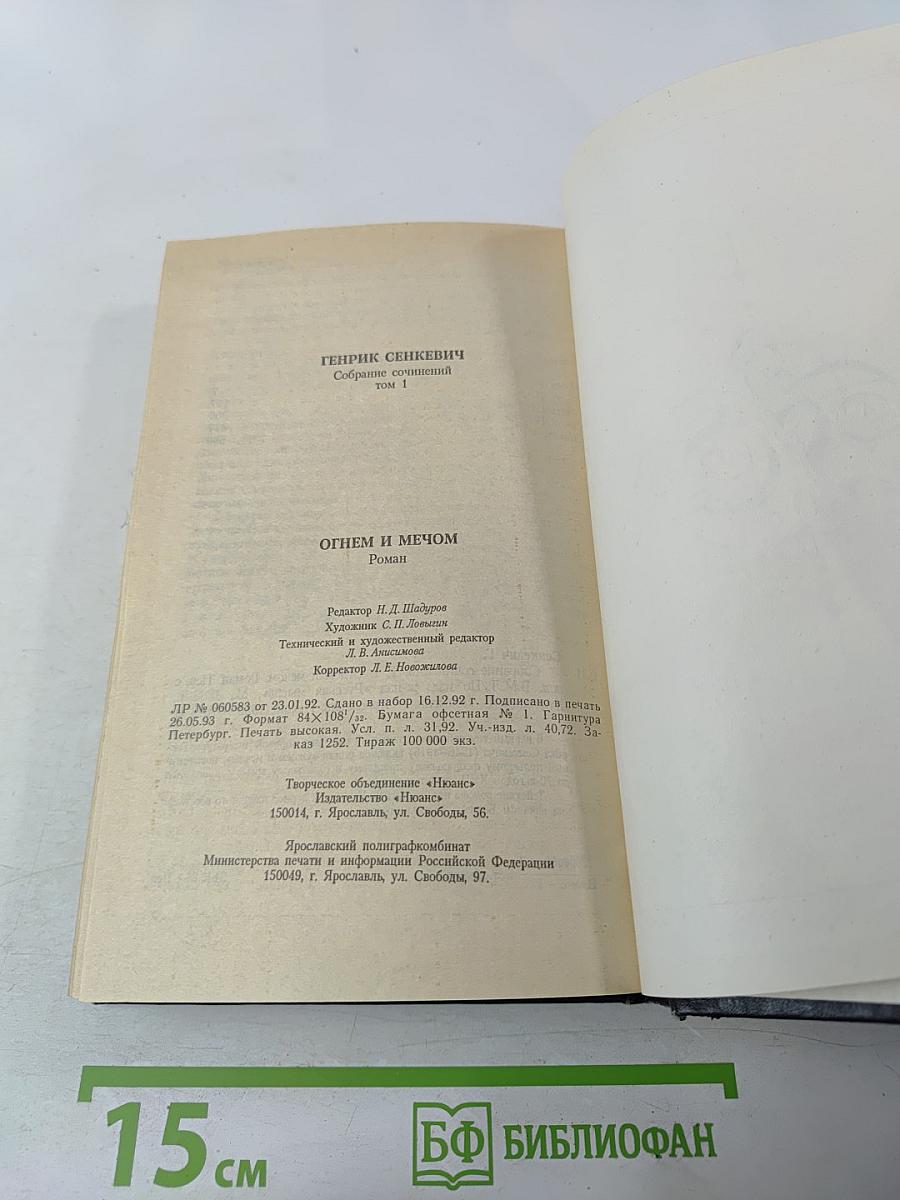 ГЕНРИК СЕНКЕВИЧ
Собрание сочинений
том 1
ОГНЕМ И МЕЧОМ
Роман
Редактор Н. Д. Шадуров
Художник С. П. Ловыгин
Технический и художественный редактор
Л. В. Анисимова
Корректор Л. Е. Новожилова
ЛР № 060583 от 23.01.92. Сдано в набор 16.12.92 г. Подписано в печать
26.05.93 г. Формат 84×108¹/₃₂. Бумага офсетная № 1. Гарнитура
Петербург. Печать высокая. Усл. п. л. 31,92. Уч.-изд. л. 40,72. За-
каз 1252. Тираж 100 000 экз.
Творческое объединение «Нюанс»
Издательство «Нюанс»
150014, г. Ярославль, ул. Свободы, 56.
Ярославский полиграфкомбинат
Министерства печати и информации Российской Федерации
150049, г. Ярославль, ул. Свободы, 97.
15 см
БФ БИБЛИОФАН